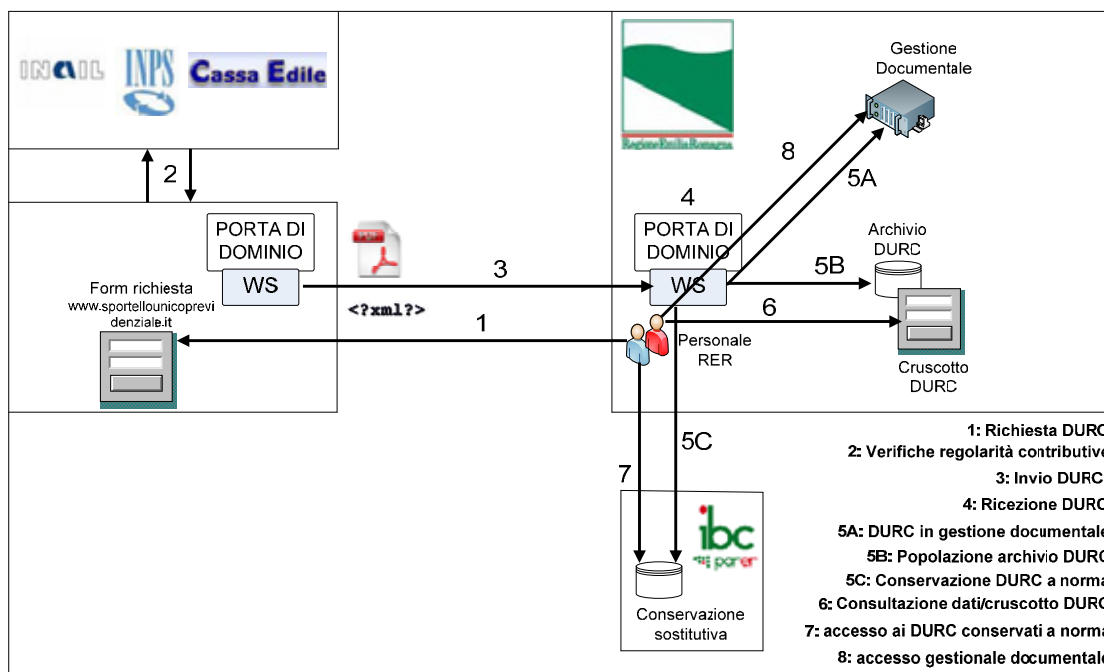 INAIL
INPS
Cassa Edile
RegioneEmiliaRomagna
Gestione
Documentale
2
8
5A
4
PORTA DI
DOMINIO
WS
PDF
<?xml?>
3
PORTA DI
DOMINIO
WS
5B
Archivio
DURC
Form richiesta
www.sportellounicoprevi
denziale.it
1
6
Personale
RER
Cruscotto
DURC
7
5C
ibc
parer
Conservazione
sostitutiva
1: Richiesta DURC
2: Verifiche regolarità contributive
3: Invio DURC
4: Ricezione DURC
5A: DURC in gestione documentale
5B: Popolazione archivio DURC
5C: Conservazione DURC a norma
6: Consultazione dati/cruscotto DURC
7: accesso ai DURC conservati a norma
8: accesso gestionale documentale